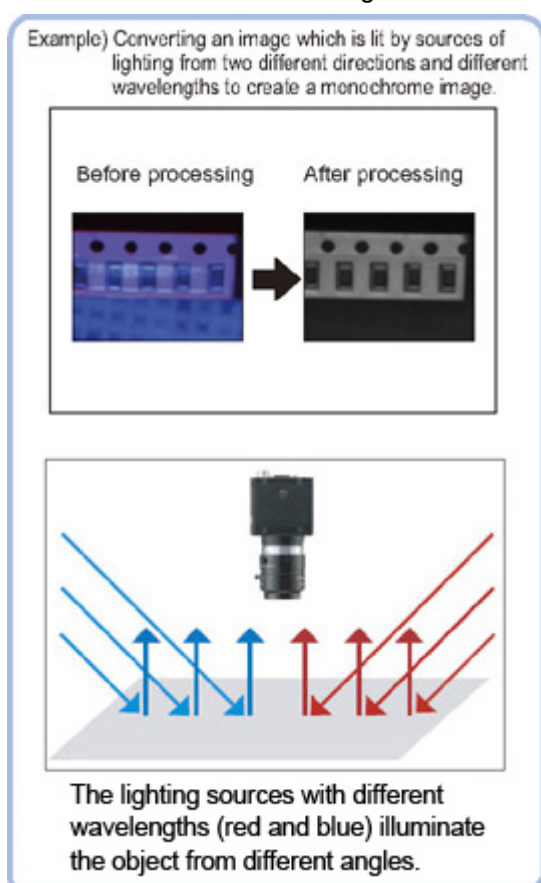 Example) Converting an image which is lit by sources of
lighting from two different directions and different
wavelengths to create a monochrome image.
Before processing
After processing
The lighting sources with different
wavelengths (red and blue) illuminate
the object from different angles.